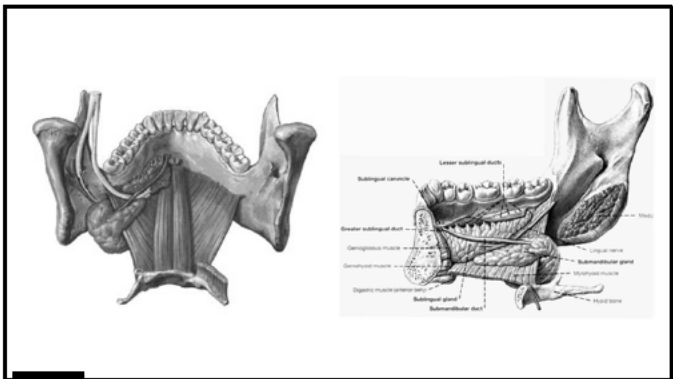 Lesser sublingual ducts
Sublingual caruncle
Greater sublingual duct
Genioglossus muscle
Geniohyoid muscle
Digastric muscle (anterior belly)
Sublingual gland
Submandibular duct
Lingual nerve
Submandibular gland
Mylohyoid muscle
Hyoid bone